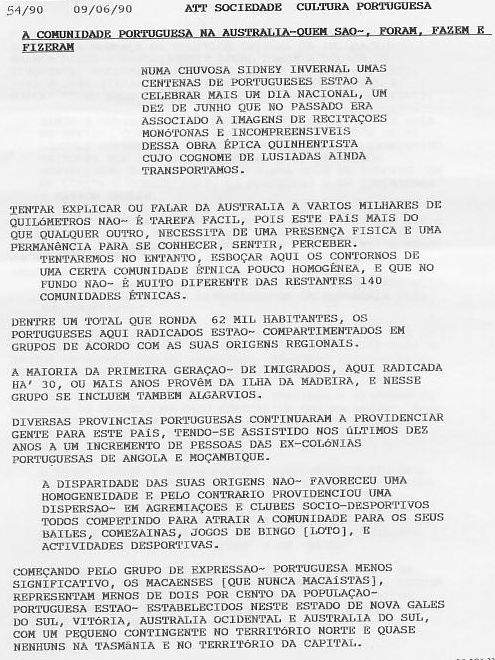 54/90 09/06/90 ATT SOCIEDADE CULTURA PORTUGUESA
A COMUNIDADE PORTUGUESA NA AUSTRALIA-QUEM SAO~, FORAM, FAZEM E
FIZERAM
NUMA CHUVOSA SIDNEY INVERNAL UMAS
CENTENAS DE PORTUGUESES ESTAO A
CELEBRAR MAIS UM DIA NACIONAL, UM
DEZ DE JUNHO QUE NO PASSADO ERA
ASSOCIADO A IMAGENS DE RECITAÇOES
MONÓTONAS E INCOMPREENSIVEIS
DESSA OBRA ÉPICA QUINHENTISTA
CUJO COGNOME DE LUSIADAS AINDA
TRANSPORTAMOS.
TENTAR EXPLICAR OU FALAR DA AUSTRALIA A VARIOS MILHARES DE
QUILÓMETROS NAO~ É TAREFA FACIL, POIS ESTE PAÍS MAIS DO
QUE QUALQUER OUTRO, NECESSITA DE UMA PRESENÇA FISICA E UMA
PERMANÊNCIA PARA SE CONHECER, SENTIR, PERCEBER.
TENTAREMOS NO ENTANTO, ESBOÇAR AQUI OS CONTORNOS DE
UMA CERTA COMUNIDADE ÉTNICA POUCO HOMOGÉNEA, E QUE NO
FUNDO NAO~ É MUITO DIFERENTE DAS RESTANTES 140
COMUNIDADES ÉTNICAS.
DENTRE UM TOTAL QUE RONDA 62 MIL HABITANTES, OS
PORTUGUESES AQUI RADICADOS ESTAO~ COMPARTIMENTADOS EM
GRUPOS DE ACORDO COM AS SUAS ORIGENS REGIONAIS.
A MAIORIA DA PRIMEIRA GERAÇAO~ DE IMIGRADOS, AQUI RADICADA
HA' 30, OU MAIS ANOS PROVÊM DA ILHA DA MADEIRA, E NESSE
GRUPO SE INCLUEM TAMBEM ALGARVIOS.
DIVERSAS PROVINCIAS PORTUGUESAS CONTINUARAM A PROVIDENCIAR
GENTE PARA ESTE PAÍS, TENDO-SE ASSISTIDO NOS ÚLTIMOS DEZ
ANOS A UM INCREMENTO DE PESSOAS DAS EX-COLÓNIAS
PORTUGUESAS DE ANGOLA E MOÇAMBIQUE.
A DISPARIDADE DAS SUAS ORIGENS NAO~ FAVORECEU UMA
HOMOGENEIDADE E PELO CONTRARIO PROVIDENCIOU UMA
DISPERSAO~ EM AGREMIAÇOES E CLUBES SOCIO-DESPORTIVOS
TODOS COMPETINDO PARA ATRAIR A COMUNIDADE PARA OS SEUS
BAILES, COMEZAINAS, JOGOS DE BINGO [LOTO], E
ACTIVIDADES DESPORTIVAS.
COMEÇANDO PELO GRUPO DE EXPRESSAO~ PORTUGUESA MENOS
SIGNIFICATIVO, OS MACAENSES [QUE NUNCA MACAÍSTAS],
REPRESENTAM MENOS DE DOIS POR CENTO DA POPULAÇAO~
PORTUGUESA ESTAO~ ESTABELECIDOS NESTE ESTADO DE NOVA GALES
DO SUL, VITÓRIA, AUSTRALIA OCIDENTAL E AUSTRALIA DO SUL,
COM UM PEQUENO CONTINGENTE NO TERRITÓRIO NORTE E QUASE
NENHUNS NA TASMÂNIA E NO TERRITÓRIO DA CAPITAL.